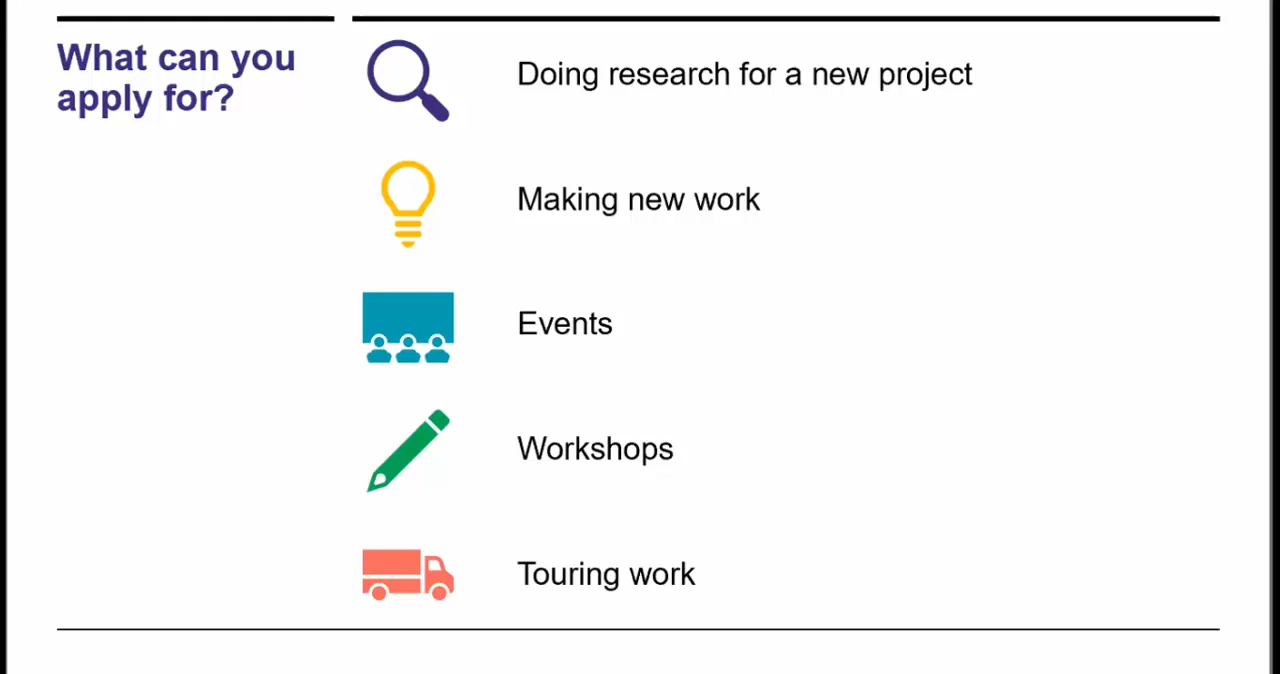 What can you
apply for?
Doing research for a new project
Making new work
Events
Workshops
Touring work